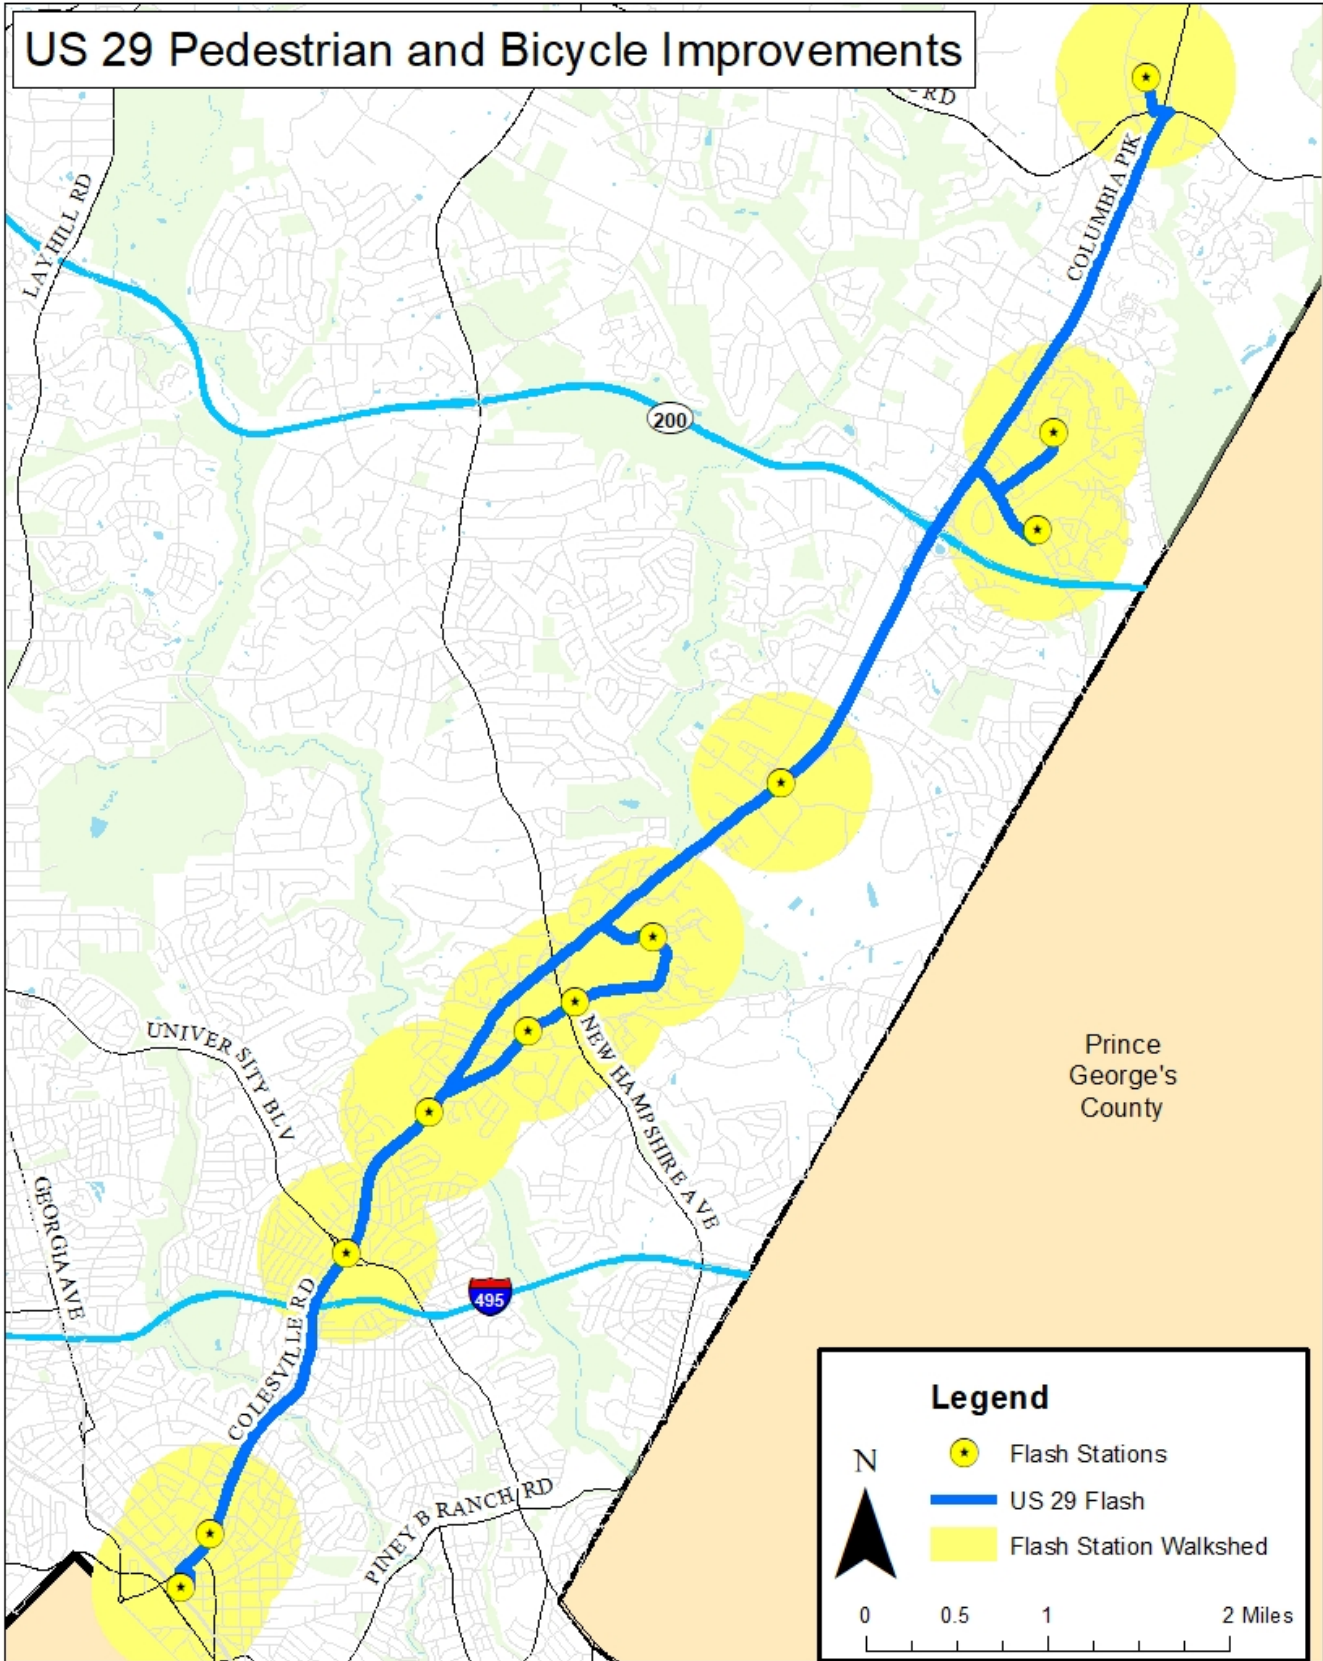 US 29 Pedestrian and Bicycle Improvements
RD
COLUMBIA PIK
LAYHILL RD
200
UNIVERSITY BLV
NEW HAMPSHIRE AVE
Prince
George's
County
GEORGIA AVE
495
COLESVILLE RD
PINEY B RANCH RD
Legend
N
Flash Stations
US 29 Flash
Flash Station Walkshed
0 0.5 1 2 Miles